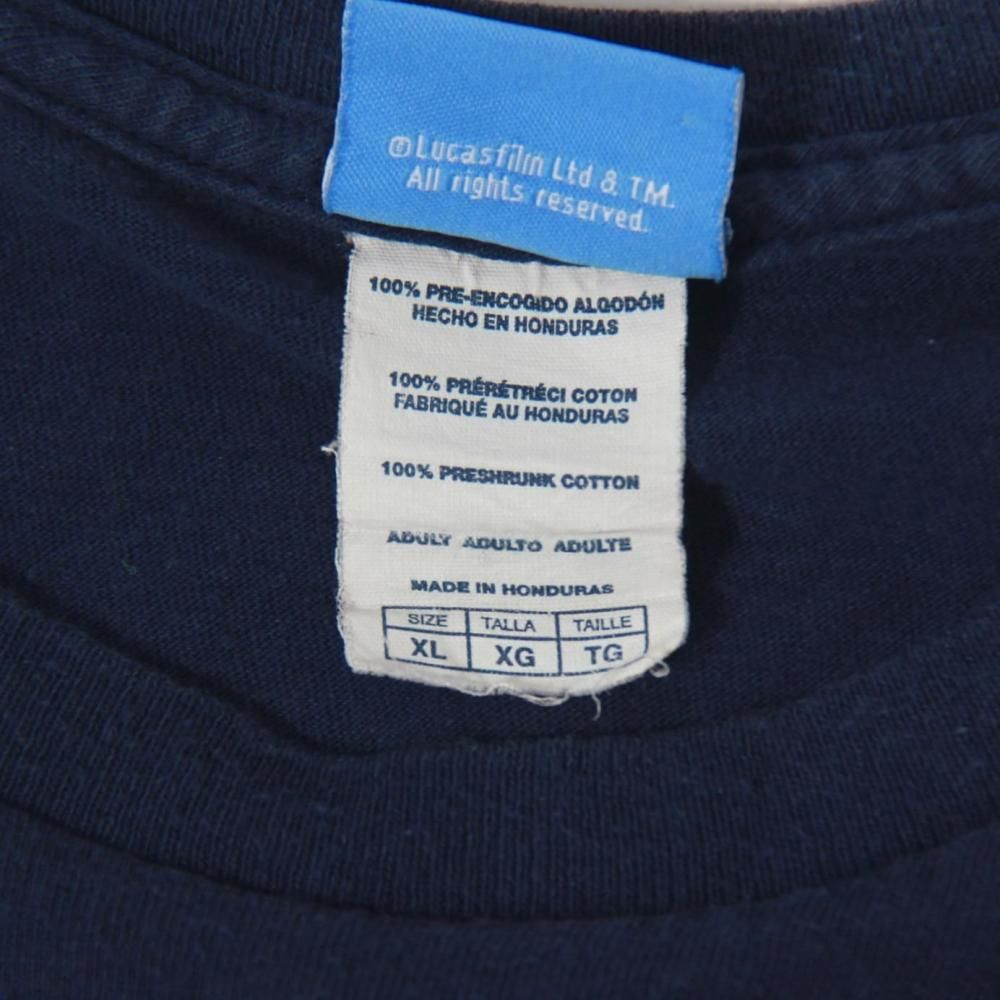 ©Lucasfilm Ltd & TM.
All rights reserved.
100% PRE-ENCOGIDO ALGODÓN
HECHO EN HONDURAS
100% PRÉRÉTRÉCI COTON
FABRIQUÉ AU HONDURAS
100% PRESHRUNK COTTON
ADULT ADULTO ADULTE
MADE IN HONDURAS
SIZE TALLA TAILLE
XL XG TG